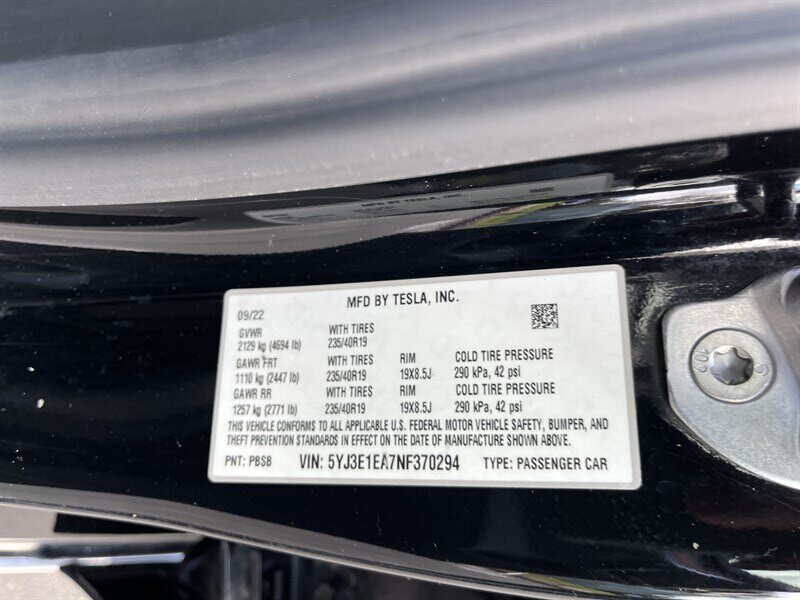 MFD BY TESLA, INC.
MFD BY TESLA, INC.
09/22
GVWR WITH TIRES
2129 kg (4694 lb) 235/40R19
GAWR FRT WITH TIRES RIM COLD TIRE PRESSURE
1110 kg (2447 lb) 235/40R19 19X8.5J 290 kPa, 42 psi
GAWR RR WITH TIRES RIM COLD TIRE PRESSURE
1257 kg (2771 lb) 235/40R19 19X8.5J 290 kPa, 42 psi
THIS VEHICLE CONFORMS TO ALL APPLICABLE U.S. FEDERAL MOTOR VEHICLE SAFETY, BUMPER, AND
THEFT PREVENTION STANDARDS IN EFFECT ON THE DATE OF MANUFACTURE SHOWN ABOVE.
PNT: PBSB VIN: 5YJ3E1EA7NF370294 TYPE: PASSENGER CAR